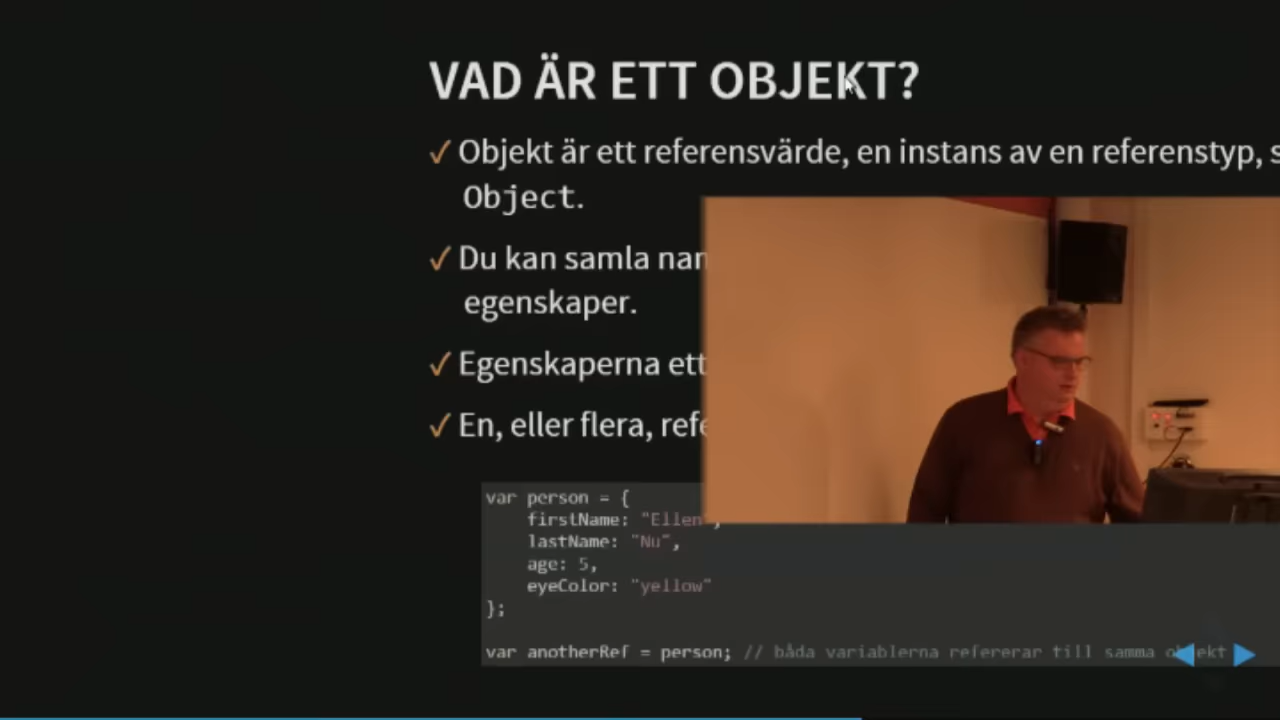 VAD ÄR ETT OBJEKT?
✓ Objekt är ett referensvärde, en instans av en referenstyp,
Object.
✓ Du kan samla
egenskaper.
✓ Egenskaperna ett
✓ En, eller flera,
var person = {
firstName: "Ellen",
lastName: "Nu",
age: 5,
eyeColor: "yellow"
};
var anotherRef = person; // båda variablerna refererar till samma